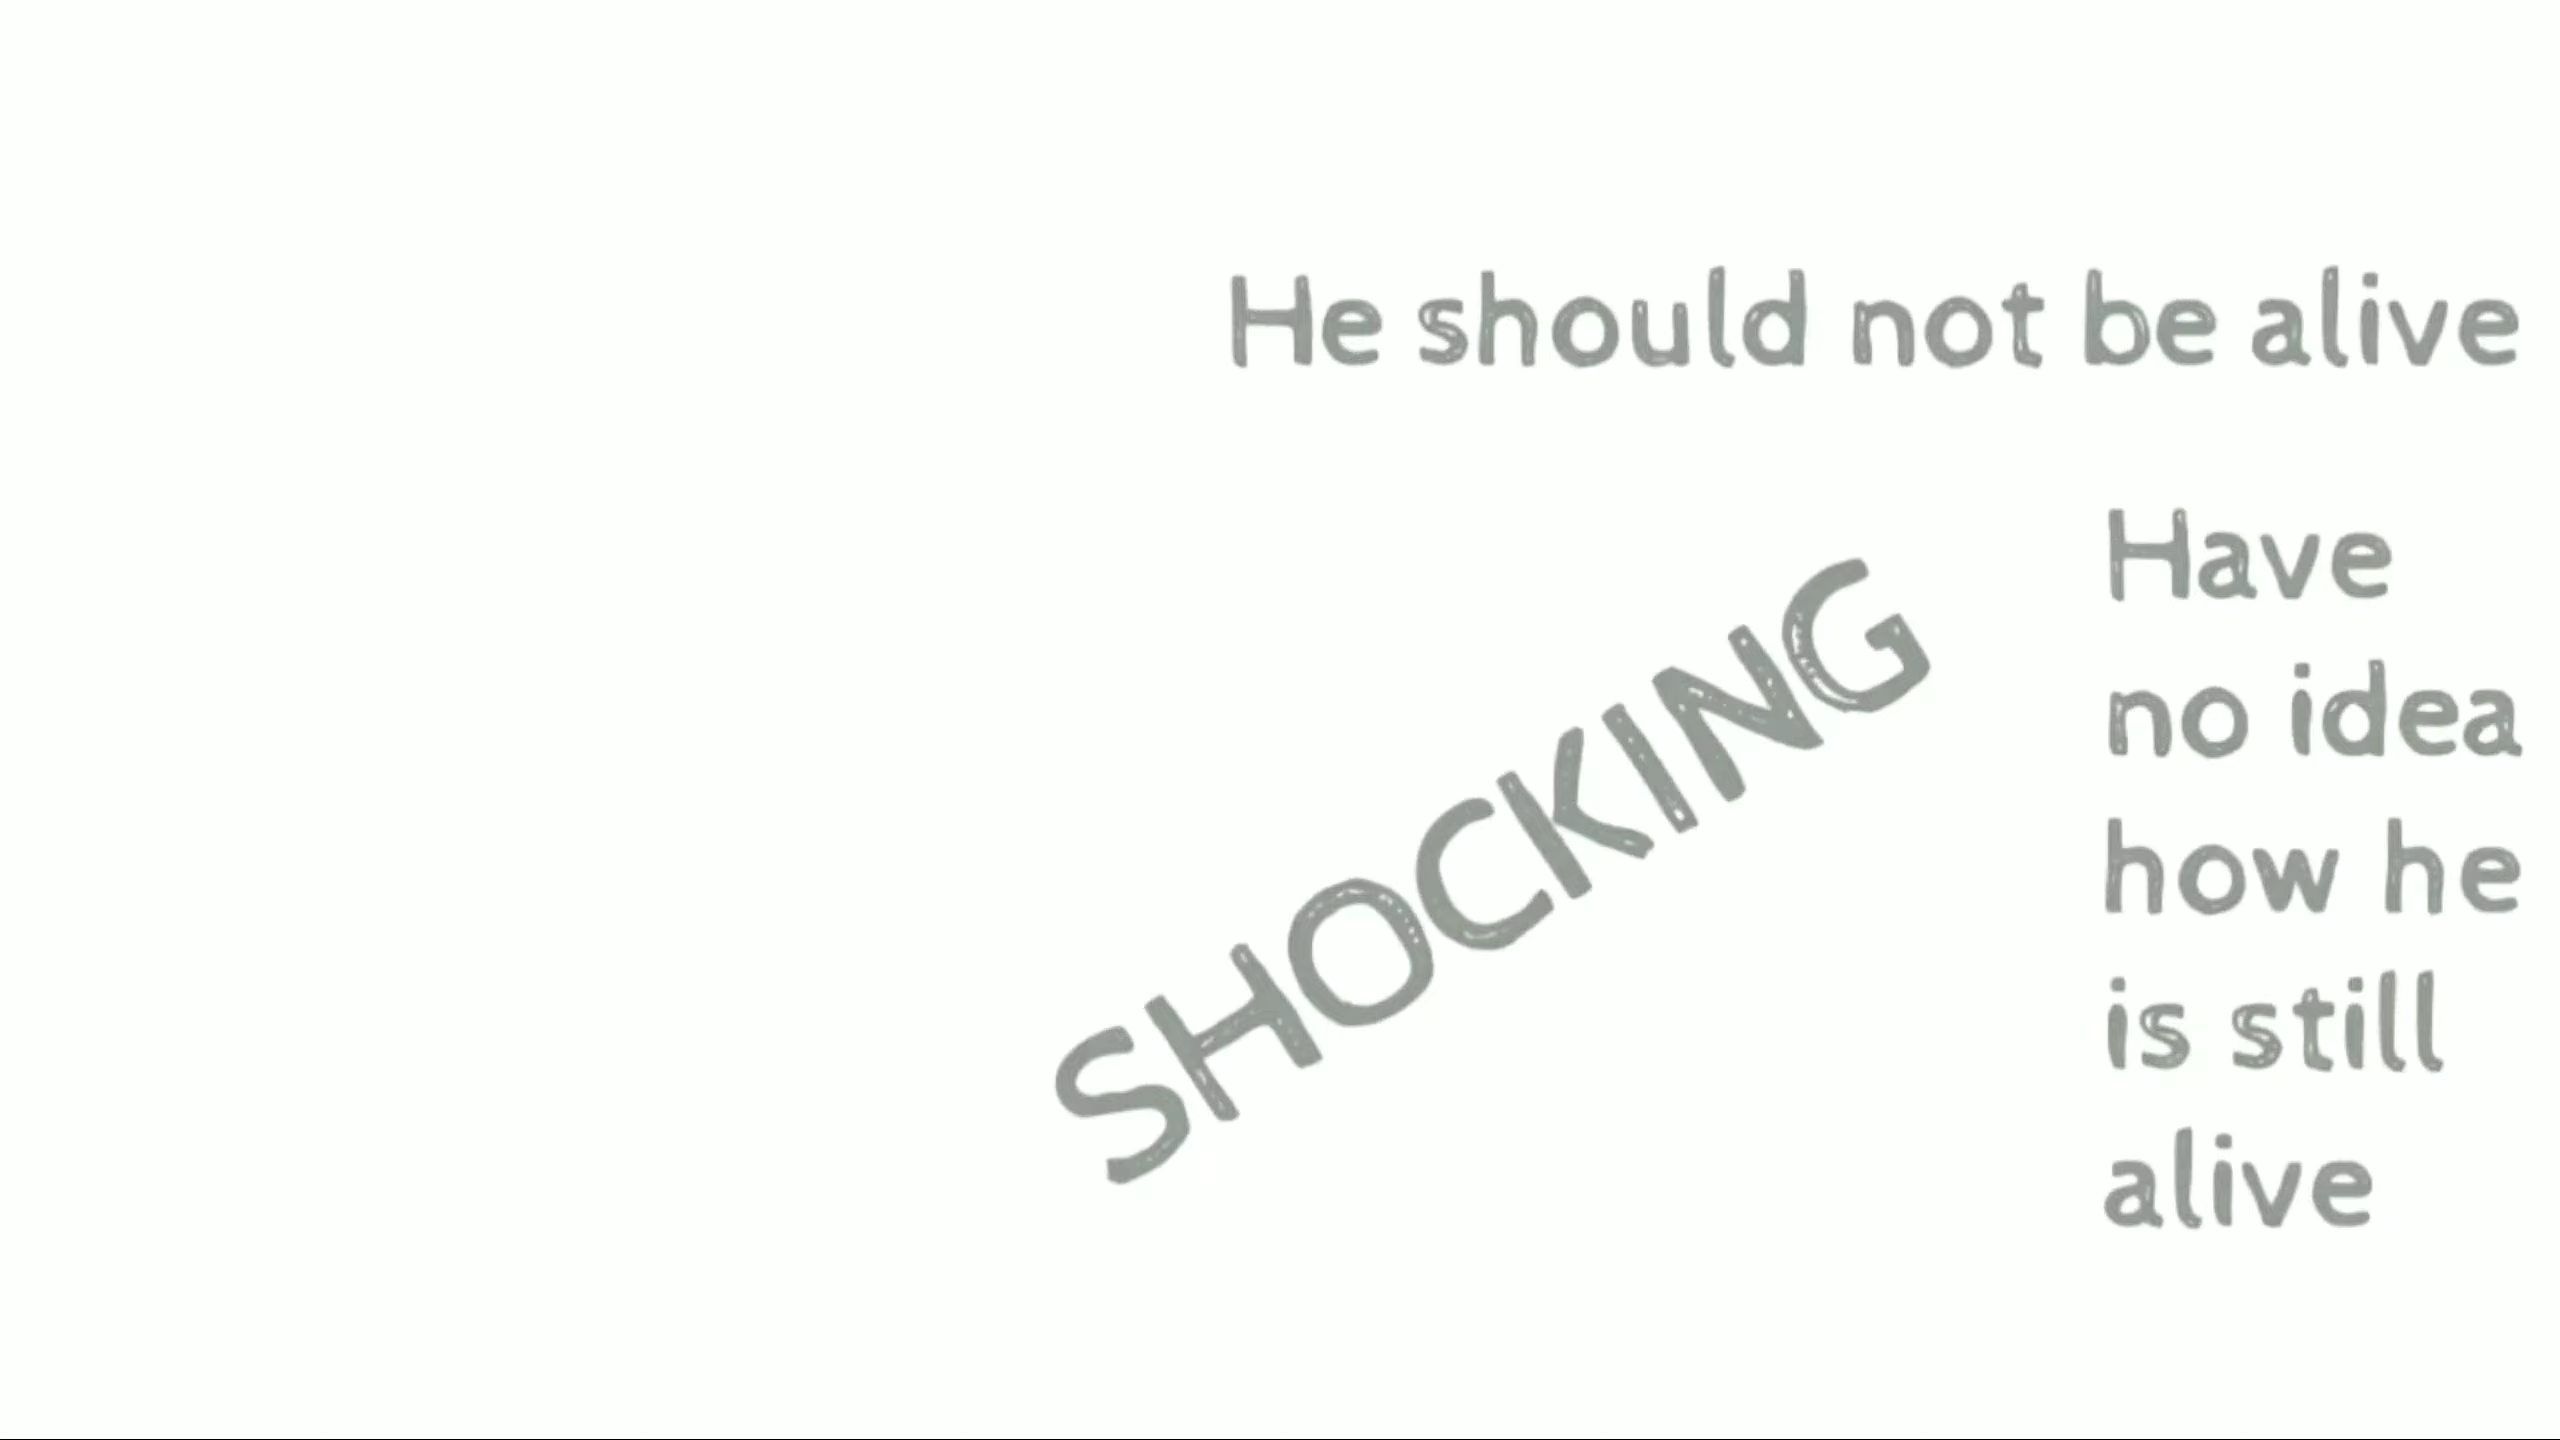 He should not be alive
SHOCKING
Have
no idea
how he
is still
alive